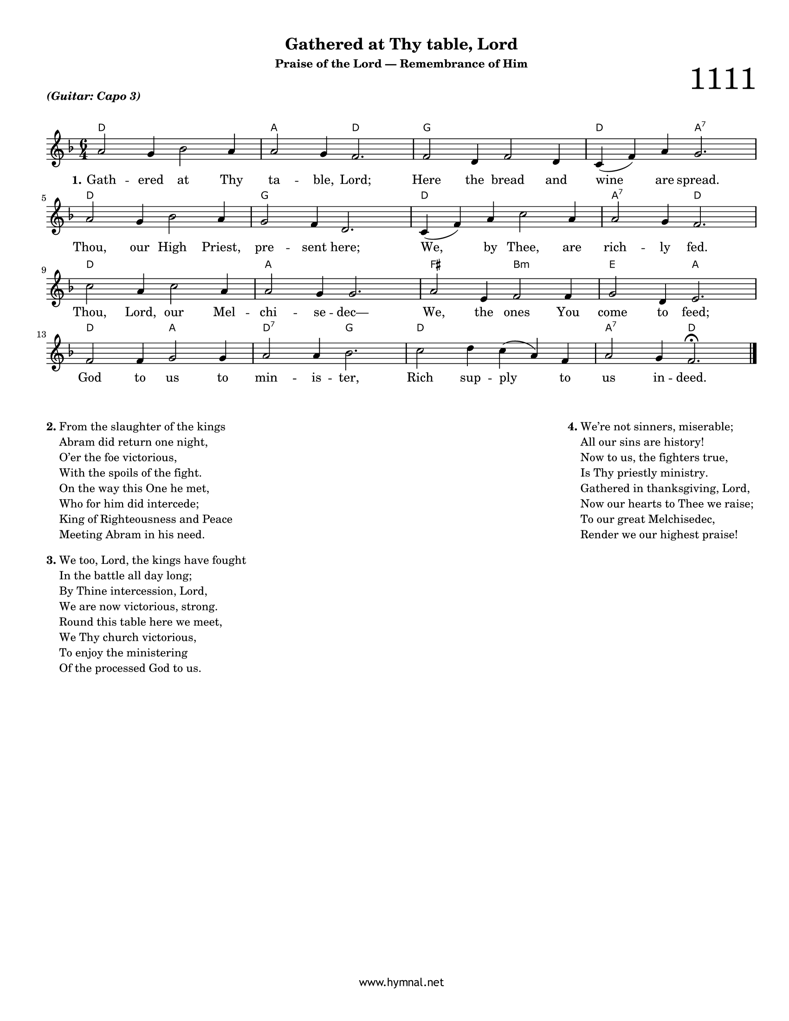 Gathered at Thy table, Lord
Praise of the Lord — Remembrance of Him
1111
(Guitar: Capo 3)
D A D G D A7
1. Gath - ered at Thy ta - ble, Lord; Here the bread and wine are spread.
5
D G D A7 D
Thou, our High Priest, pre - sent here; We, by Thee, are rich - ly fed.
9
D A F# Bm E A
Thou, Lord, our Mel - chi - se - dec— We, the ones You come to feed;
13
D A D7 G D A7 D
God to us to min - is - ter, Rich sup - ply to us in - deed.
2. From the slaughter of the kings
Abram did return one night,
O'er the foe victorious,
With the spoils of the fight.
On the way this One he met,
Who for him did intercede;
King of Righteousness and Peace
Meeting Abram in his need.
3. We too, Lord, the kings have fought
In the battle all day long;
By Thine intercession, Lord,
We are now victorious, strong.
Round this table here we meet,
We Thy church victorious,
To enjoy the ministering
Of the processed God to us.
4. We're not sinners, miserable;
All our sins are history!
Now to us, the fighters true,
Is Thy priestly ministry.
Gathered in thanksgiving, Lord,
Now our hearts to Thee we raise;
To our great Melchisedec,
Render we our highest praise!
www.hymnal.net